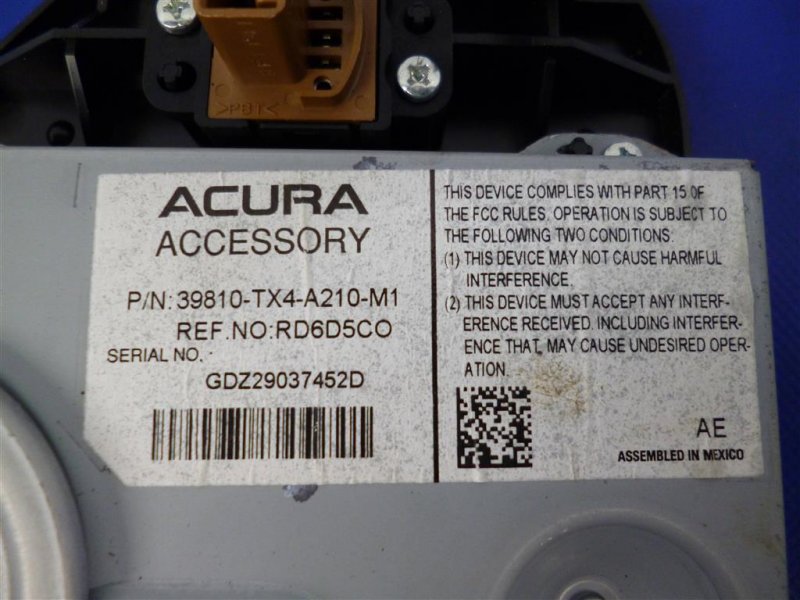 >PBT<
ACURA
ACCESSORY
P/N: 39810-TX4-A210-M1
REF.NO:RD6D5CO
SERIAL NO.
GDZ29037452D
THIS DEVICE COMPLIES WITH PART 15 OF
THE FCC RULES. OPERATION IS SUBJECT TO
THE FOLLOWING TWO CONDITIONS:
(1) THIS DEVICE MAY NOT CAUSE HARMFUL
INTERFERENCE.
(2) THIS DEVICE MUST ACCEPT ANY INTERF-
ERENCE RECEIVED. INCLUDING INTERFER-
ENCE THAT MAY CAUSE UNDESIRED OPER-
ATION.
AE
ASSEMBLED IN MEXICO